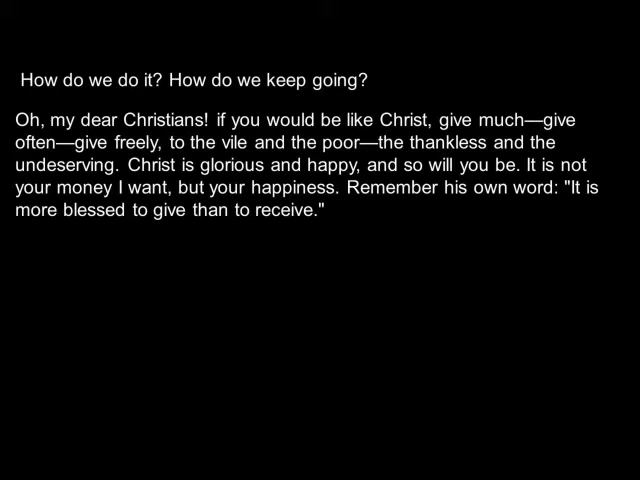 How do we do it? How do we keep going?
Oh, my dear Christians! if you would be like Christ, give much—give
often—give freely, to the vile and the poor—the thankless and the
undeserving. Christ is glorious and happy, and so will you be. It is not
your money I want, but your happiness. Remember his own word: "It is
more blessed to give than to receive."